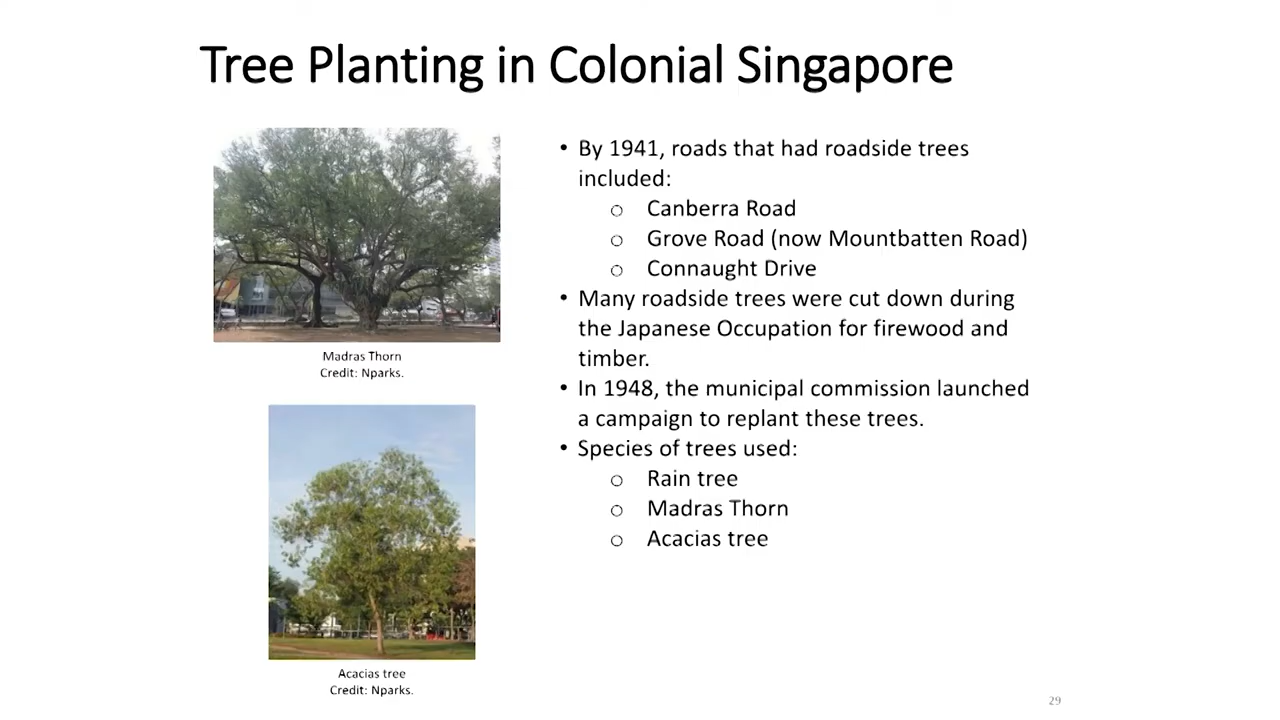 Tree Planting in Colonial Singapore
Madras Thorn
Credit: Nparks.
Acacias tree
Credit: Nparks.
• By 1941, roads that had roadside trees
included:
○ Canberra Road
○ Grove Road (now Mountbatten Road)
○ Connaught Drive
• Many roadside trees were cut down during
the Japanese Occupation for firewood and
timber.
• In 1948, the municipal commission launched
a campaign to replant these trees.
• Species of trees used:
○ Rain tree
○ Madras Thorn
○ Acacias tree
29